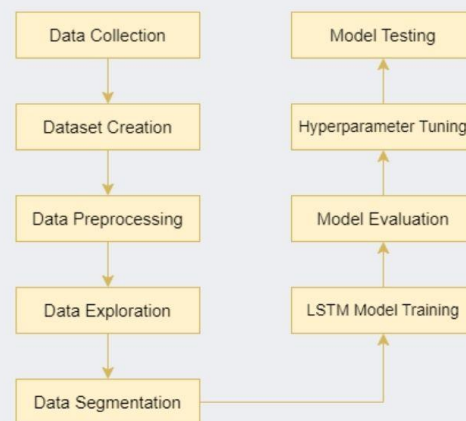 Data Collection
Dataset Creation
Data Preprocessing
Data Exploration
Data Segmentation
LSTM Model Training
Model Evaluation
Hyperparameter Tuning
Model Testing